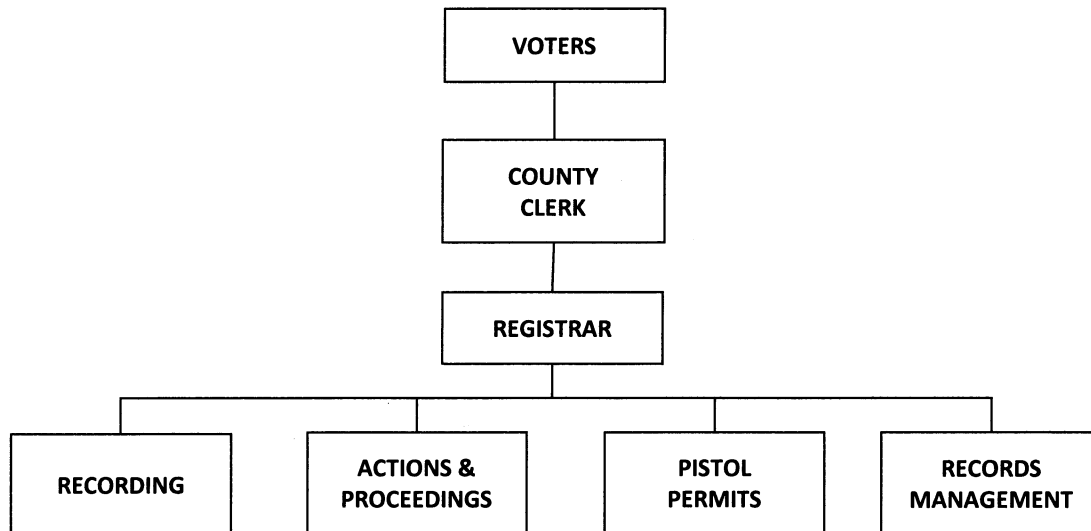 VOTERS
COUNTY
CLERK
REGISTRAR
RECORDING
ACTIONS &
PROCEEDINGS
PISTOL
PERMITS
RECORDS
MANAGEMENT